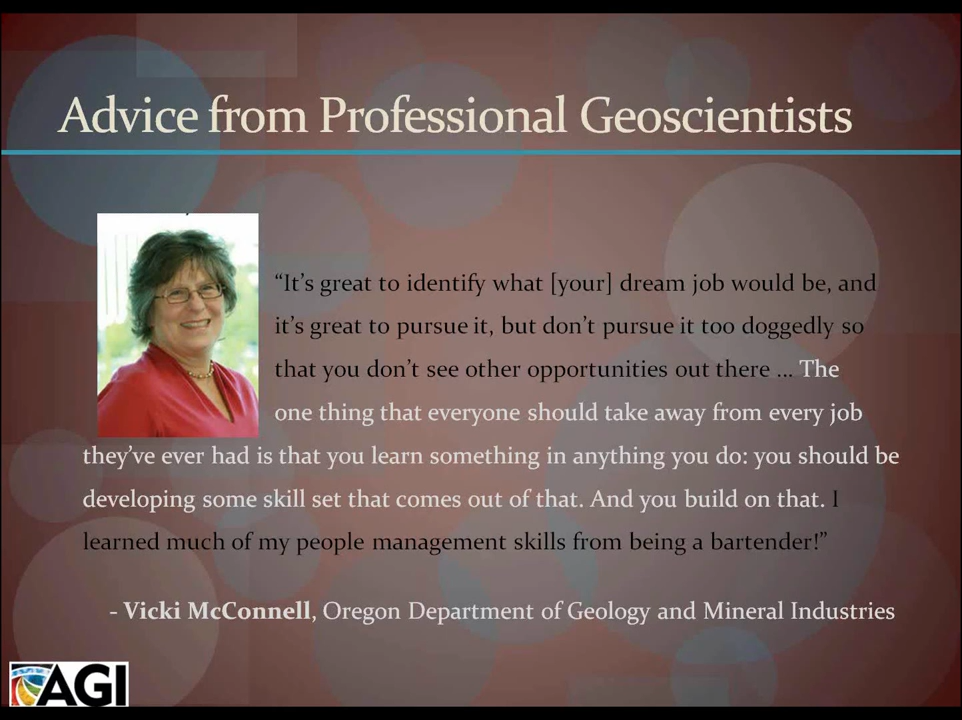 Advice from Professional Geoscientists
“It’s great to identify what [your] dream job would be, and
it’s great to pursue it, but don’t pursue it too doggedly so
that you don’t see other opportunities out there ... The
one thing that everyone should take away from every job
they’ve ever had is that you learn something in anything you do: you should be
developing some skill set that comes out of that. And you build on that. I
learned much of my people management skills from being a bartender!”
- Vicki McConnell, Oregon Department of Geology and Mineral Industries
AGI